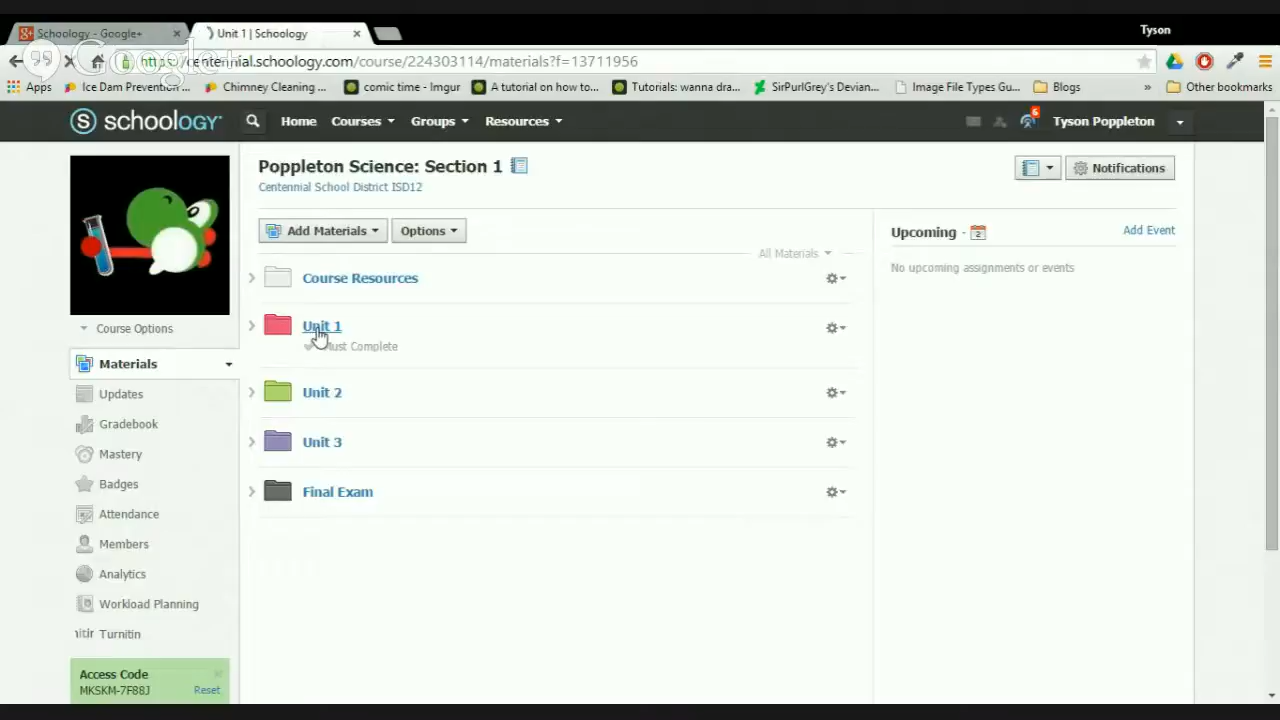 Schoology - Google+
Unit 1 | Schoology
Tyson
Google+
https://centennial.schoology.com/course/224303114/materials?f=13711956
Apps
Ice Dam Prevention ...
Chimney Cleaning ...
comic time - Imgur
A tutorial on how to...
Tutorials: wanna dra...
SirPurlGrey's Devian...
Image File Types Gu...
Blogs
»
Other bookmarks
S schoology
Home
Courses
Groups
Resources
6
Tyson Poppleton
Poppleton Science: Section 1
Centennial School District ISD12
Notifications
Add Materials
Options
All Materials
Upcoming · 2
Add Event
No upcoming assignments or events
Course Resources
Unit 1
Must Complete
Unit 2
Unit 3
Final Exam
Course Options
Materials
Updates
Gradebook
Mastery
Badges
Attendance
Members
Analytics
Workload Planning
Turnitin
Access Code
MKSKM-7F88J
Reset